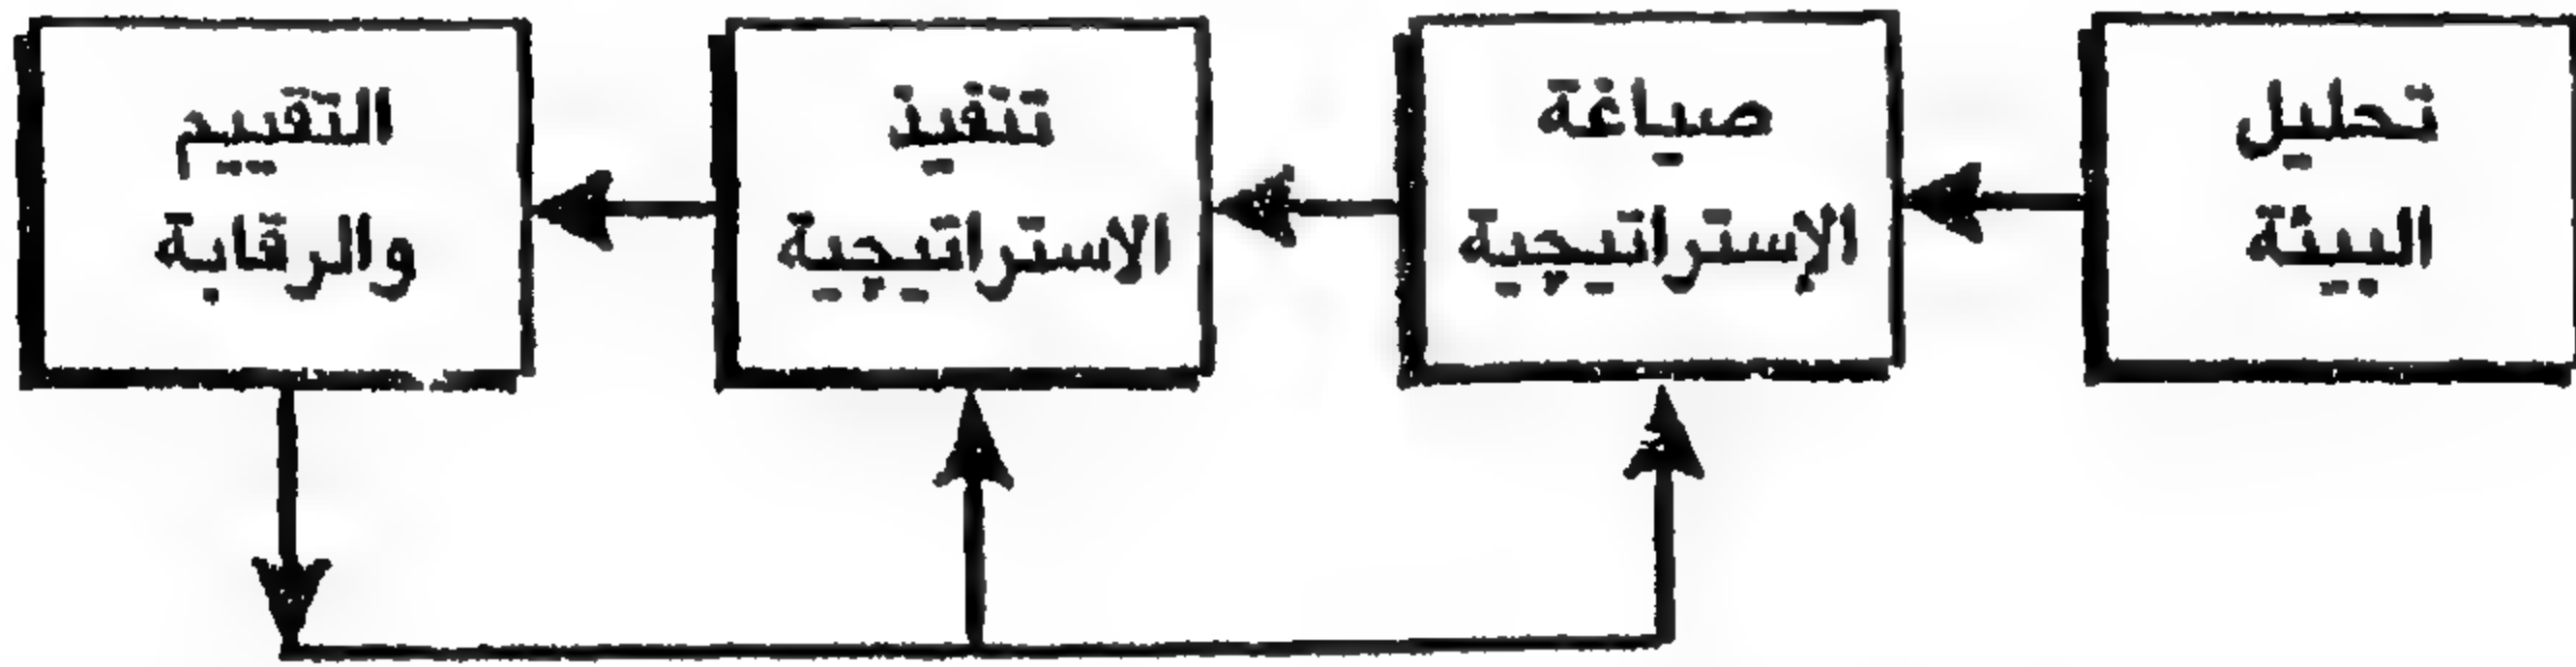 تحليل
البيئة
صياغة
الإستراتيجية
تنفيذ
الاستراتيجية
التقييم
والرقابة